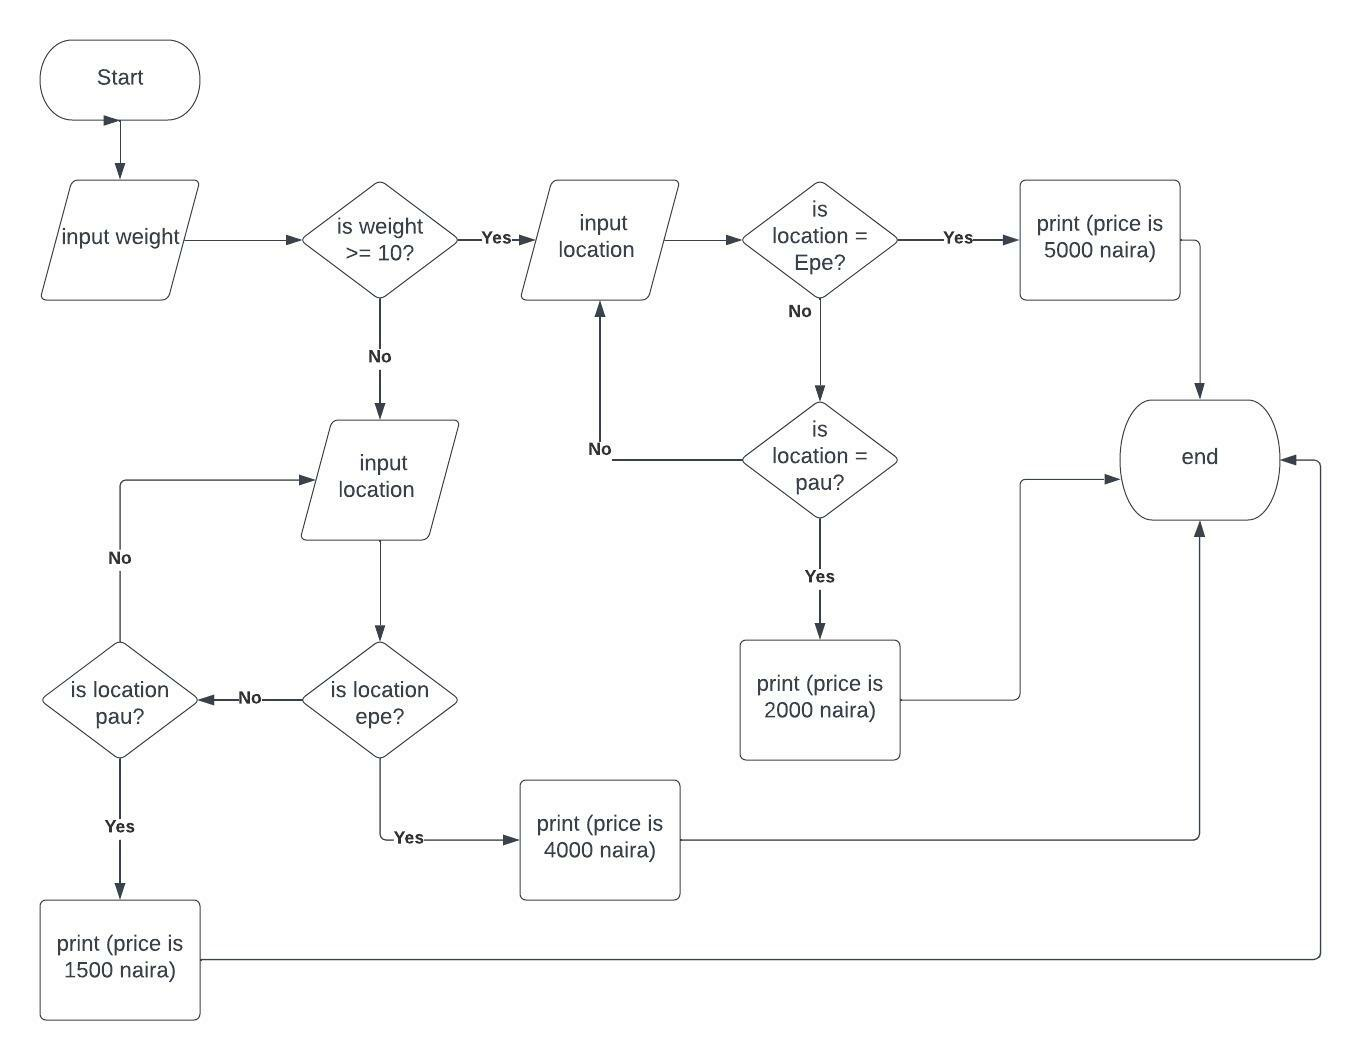 Start
input weight
is weight
>= 10?
Yes
input
location
is
location =
Epe?
Yes
print (price is
5000 naira)
No
No
input
location
No
is
location =
pau?
end
No
Yes
is location
pau?
No
is location
epe?
print (price is
2000 naira)
Yes
Yes
print (price is
4000 naira)
print (price is
1500 naira)